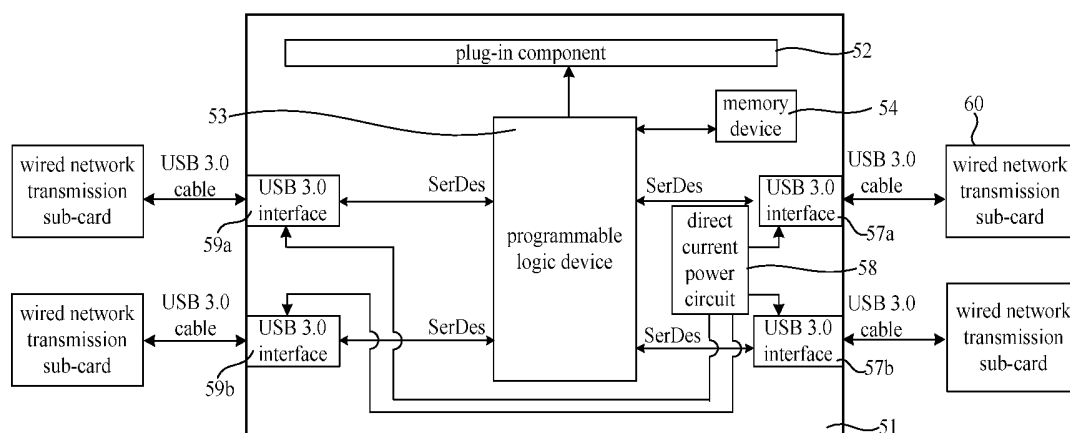 plug-in component
52
53
memory
device
54
60
wired network
transmission
sub-card
USB 3.0
cable
USB 3.0
interface
59a
SerDes
programmable
logic device
SerDes
USB 3.0
interface
57a
USB 3.0
cable
wired network
transmission
sub-card
direct
current
power
circuit
58
wired network
transmission
sub-card
USB 3.0
cable
USB 3.0
interface
59b
SerDes
SerDes
USB 3.0
interface
57b
USB 3.0
cable
wired network
transmission
sub-card
51